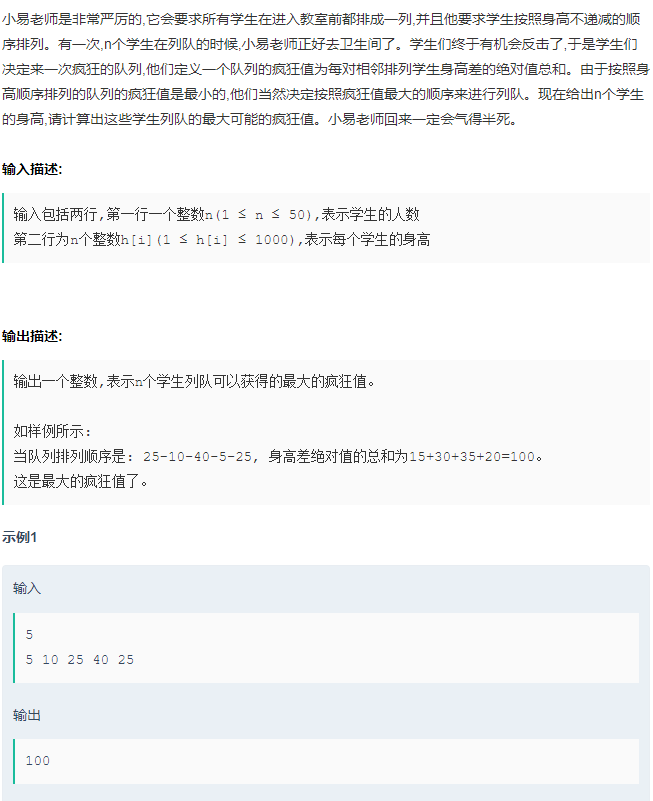 小易老师是非常严厉的,它会要求所有学生在进入教室前都排成一列,并且他要求学生按照身高不递减的顺
序排列。有一次,n个学生在列队的时候,小易老师正好去卫生间了。学生们终于有机会反击了,于是学生们
决定来一次疯狂的队列,他们定义一个队列的疯狂值为每对相邻排列学生身高差的绝对值总和。由于按照身
高顺序排列的队列的疯狂值是最小的,他们当然决定按照疯狂值最大的顺序来进行列队。现在给出n个学生
的身高,请计算出这些学生列队的最大可能的疯狂值。小易老师回来一定会气得半死。
输入描述:
输入包括两行,第一行一个整数n(1 ≤ n ≤ 50),表示学生的人数
第二行为n个整数h[i](1 ≤ h[i] ≤ 1000),表示每个学生的身高
输出描述:
输出一个整数,表示n个学生列队可以获得的最大的疯狂值。
如样例所示:
当队列排列顺序是: 25-10-40-5-25, 身高差绝对值的总和为15+30+35+20=100。
这是最大的疯狂值了。
示例1
输入
5
5 10 25 40 25
输出
100